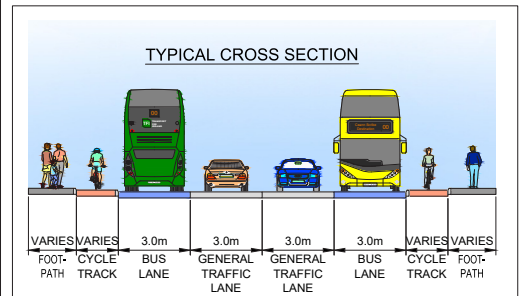 TYPICAL CROSS SECTION
VARIES VARIES 3.0m 3.0m 3.0m 3.0m VARIES VARIES
FOOT- CYCLE BUS GENERAL GENERAL BUS CYCLE FOOT-
PATH TRACK LANE TRAFFIC TRAFFIC LANE TRACK PATH
LANE LANE